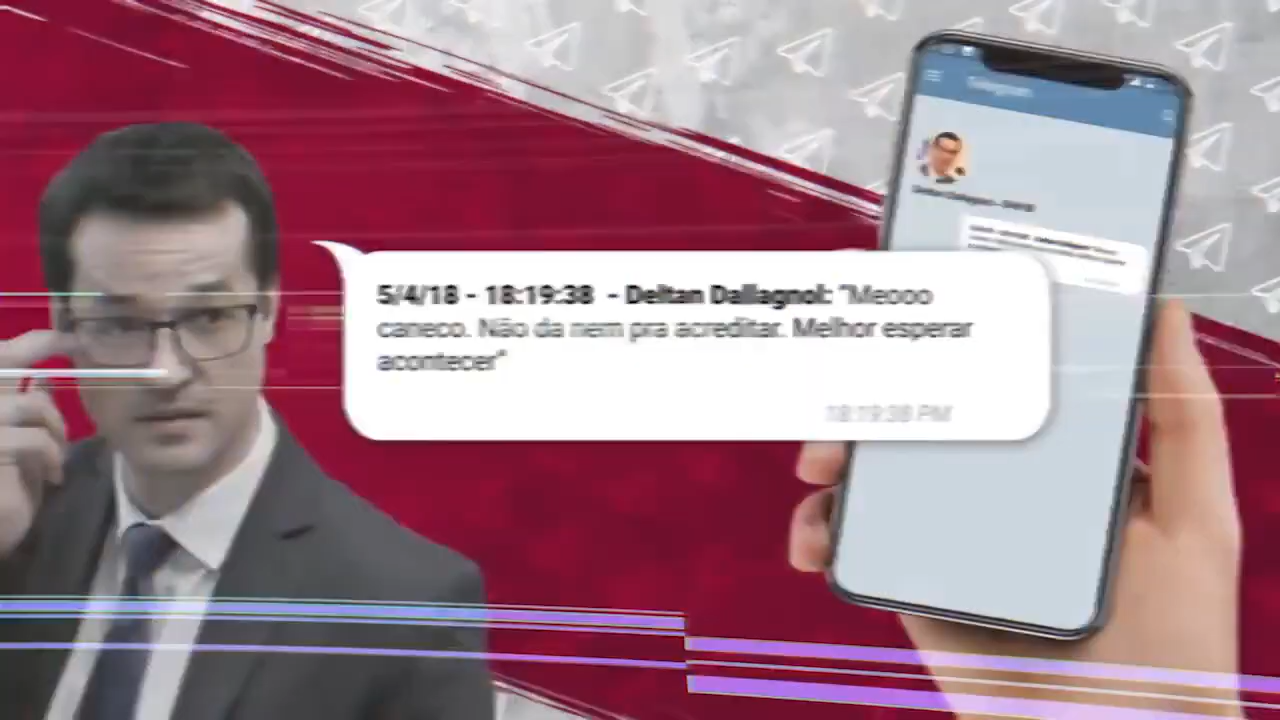 Telegram
5/4/18 - 18:19:38 - Deltan Dallagnol: "Meooo
caneco. Não da nem pra acreditar. Melhor esperar
acontecer"
18:19:38 PM